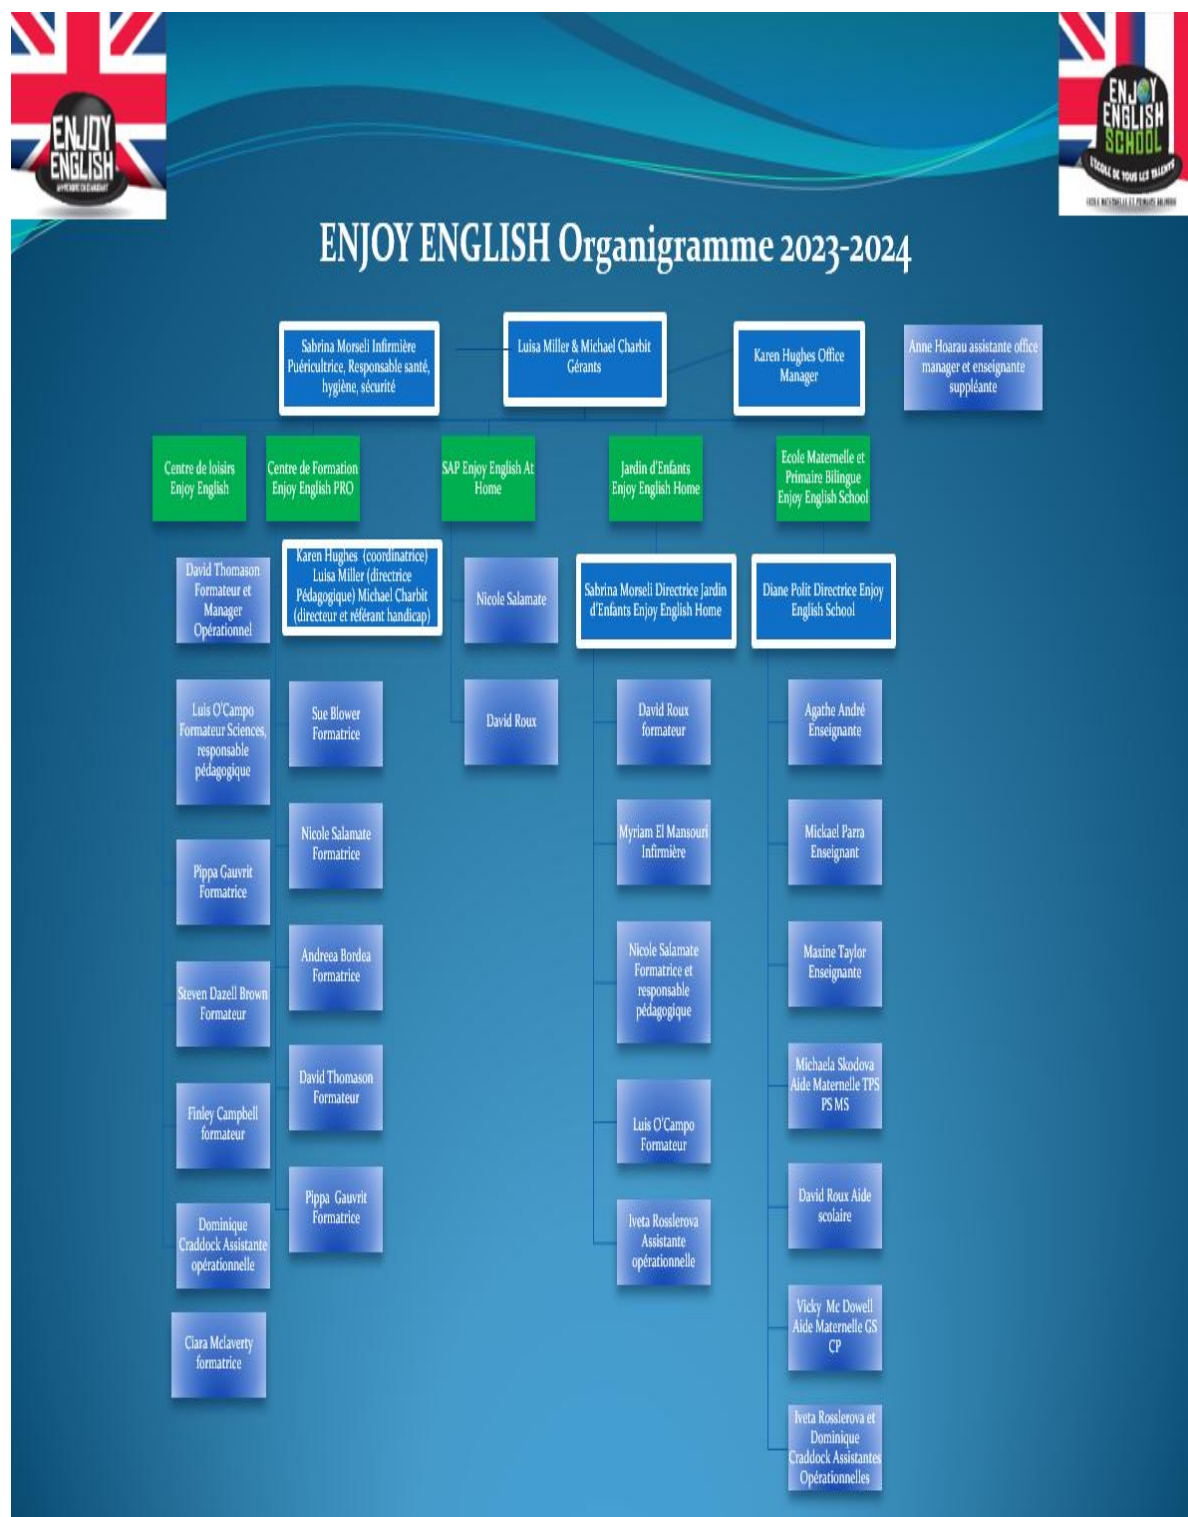 ENJOY
ENGLISH
ENJOY
ENGLISH
SCHOOL
L'ECOLE DE TOUS LES TALENTS
ENJOY ENGLISH Organigramme 2023-2024
Sabrina Morseli Infirmière
Puéricultrice, Responsable santé,
hygiène, sécurité
Luisa Miller & Michael Charbit
Gérants
Karen Hughes Office
Manager
Anne Hoarau assistante office
manager et enseignante
suppléante
Centre de loisirs
Enjoy English
Centre de Formation
Enjoy English PRO
SAP Enjoy English At
Home
Jardin d'Enfants
Enjoy English Home
Ecole Maternelle et
Primaire Bilingue
Enjoy English School
David Thomason
Formateur et
Manager
Opérationnel
Luis O'Campo
Formateur Sciences,
responsable
pédagogique
Pippa Gauvrit
Formatrice
Steven Dazell Brown
Formateur
Finley Campbell
formateur
Dominique
Craddock Assistante
opérationnelle
Ciara Mclaverty
formatrice
Karen Hughes (coordinatrice)
Luisa Miller (directrice
Pédagogique) Michael Charbit
(directeur et référant handicap)
Sue Blower
Formatrice
Nicole Salamate
Formatrice
Andreea Bordea
Formatrice
David Thomason
Formateur
Pippa Gauvrit
Formatrice
Nicole Salamate
David Roux
Sabrina Morseli Directrice Jardin
d'Enfants Enjoy English Home
David Roux
formateur
Myriam El Mansouri
Infirmière
Nicole Salamate
Formatrice et
responsable
pédagogique
Luis O'Campo
Formateur
Iveta Rosslerova
Assistante
opérationnelle
Diane Polit Directrice Enjoy
English School
Agathe André
Enseignante
Mickael Parra
Enseignant
Maxine Taylor
Enseignante
Michaela Skodova
Aide Maternelle TPS
PS MS
David Roux Aide
scolaire
Vicky Mc Dowell
Aide Maternelle GS
CP
Iveta Rosslerova et
Dominique
Craddock Assistantes
Opérationnelles